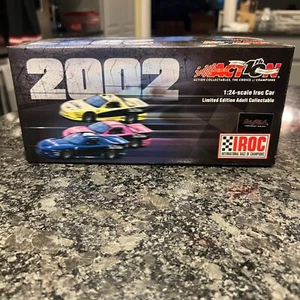 2002
ACTION
ACTION COLLECTABLES, THE CHOICE OF CHAMPIONS
1:24-scale Iroc Car
Limited Edition Adult Collectable
IROC
INTERNATIONAL RACE OF CHAMPIONS